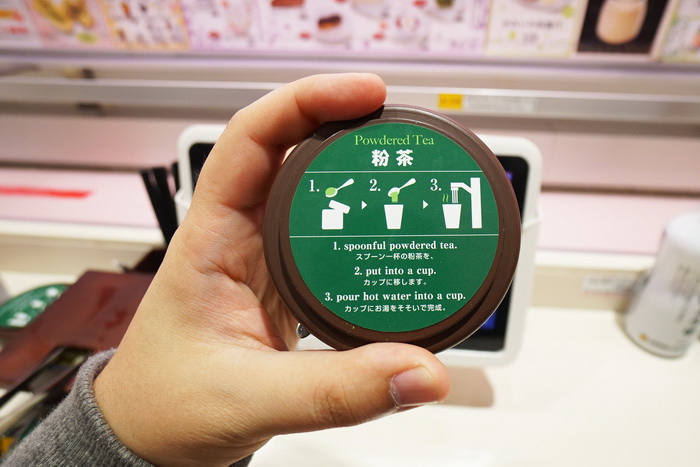 Powdered Tea
粉茶
1. 2. 3.
1. spoonful powdered tea.
スプーン一杯の粉茶を、
2. put into a cup.
カップに移します。
3. pour hot water into a cup.
カップにお湯をそそいで完成。